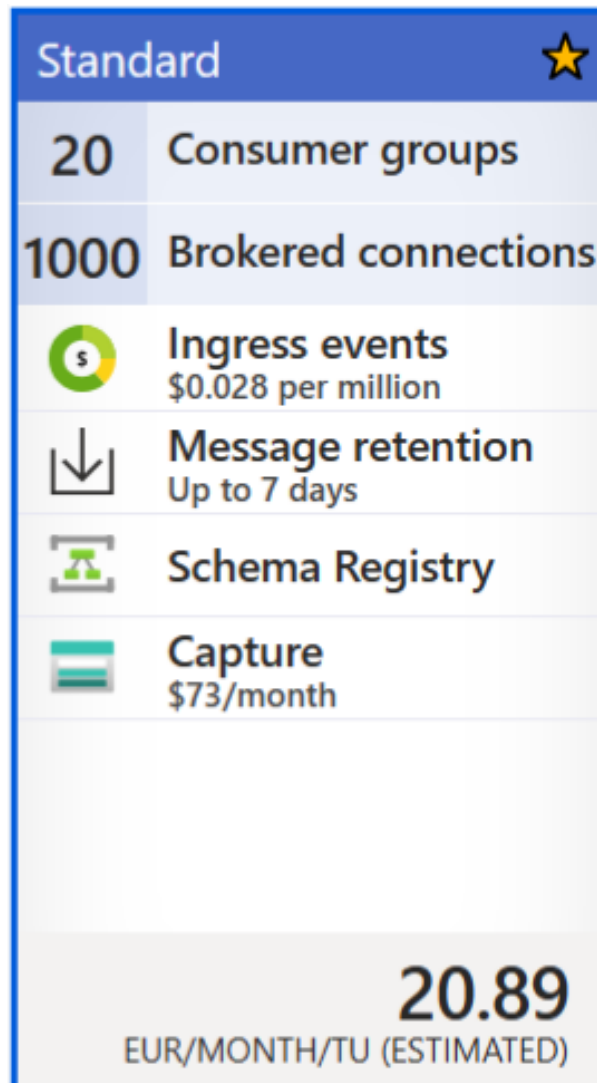 Standard
20 Consumer groups
1000 Brokered connections
$
Ingress events
$0.028 per million
Message retention
Up to 7 days
Schema Registry
Capture
$73/month
20.89
EUR/MONTH/TU (ESTIMATED)